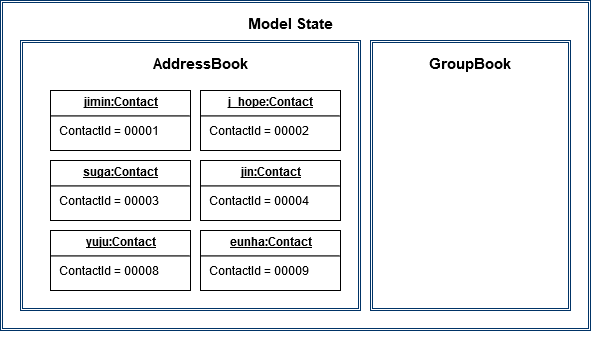 Model State
AddressBook
GroupBook
jimin:Contact
ContactId = 00001
j_hope:Contact
ContactId = 00002
suga:Contact
ContactId = 00003
jin:Contact
ContactId = 00004
yuju:Contact
ContactId = 00008
eunha:Contact
ContactId = 00009